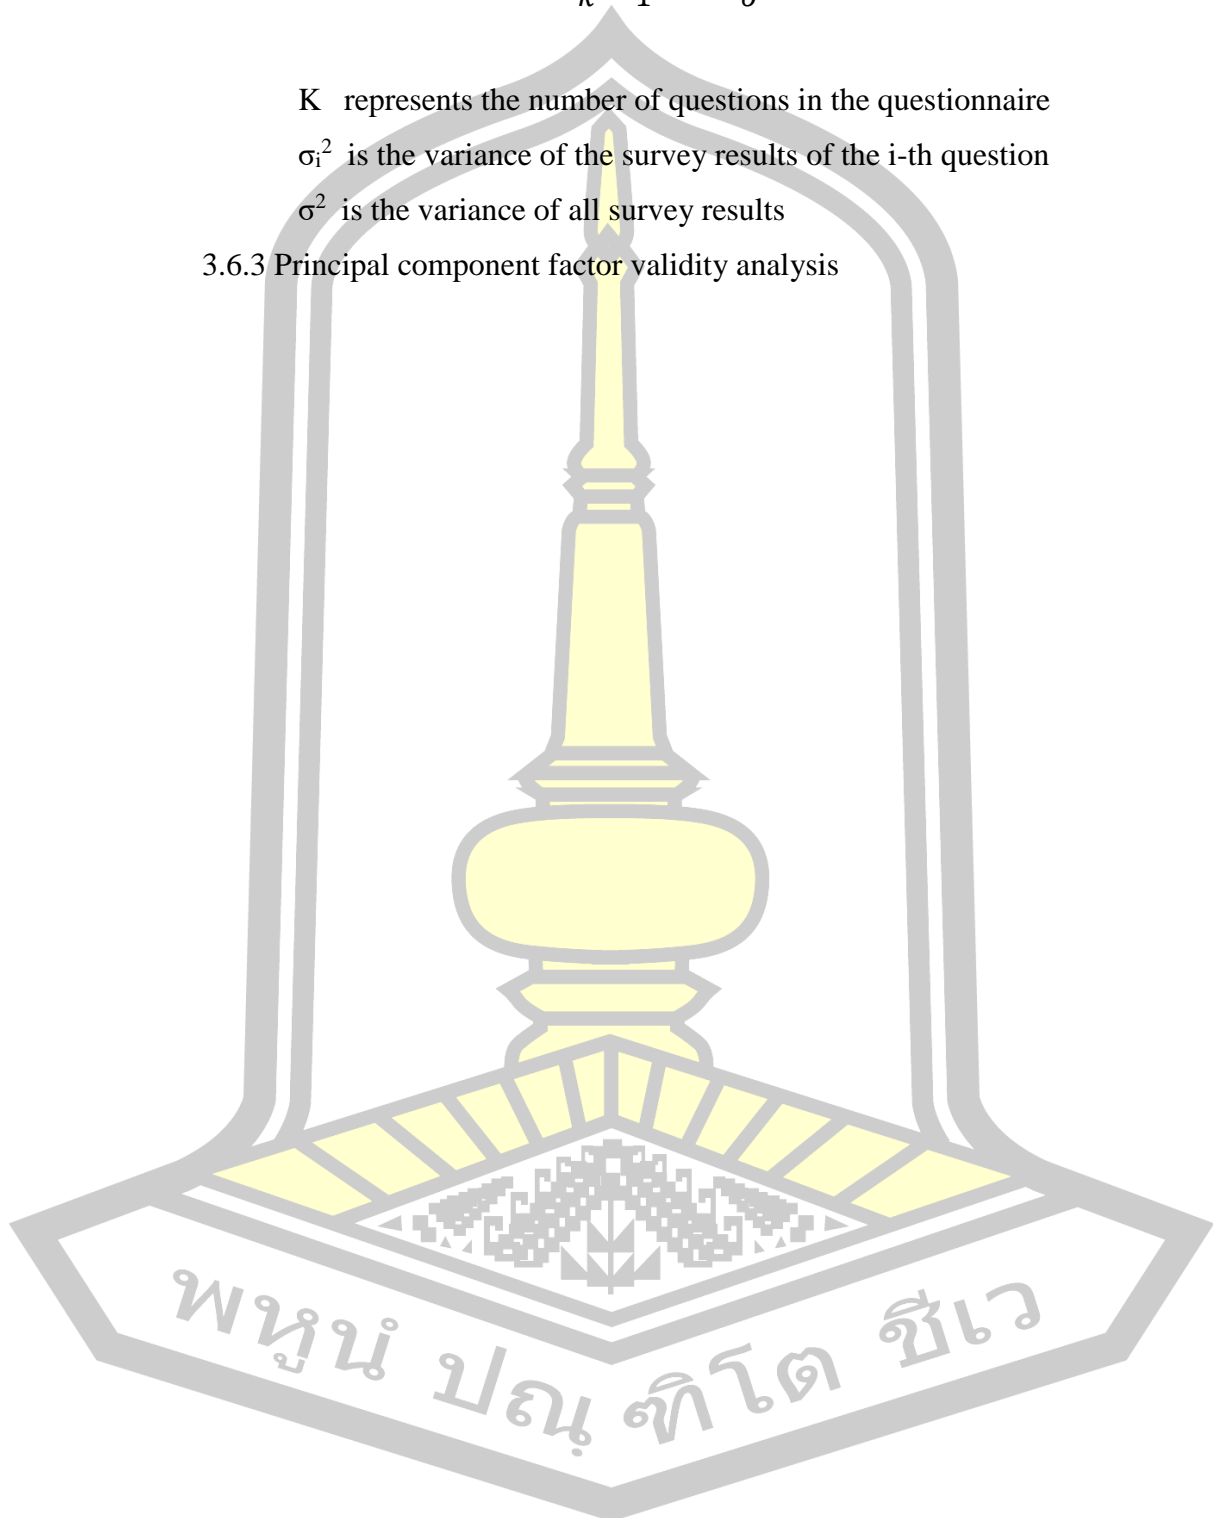 K represents the number of questions in the questionnaire
σᵢ² is the variance of the survey results of the i-th question
σ² is the variance of all survey results
3.6.3 Principal component factor validity analysis
พหูนํ ปณฺฑิโต ชีเว